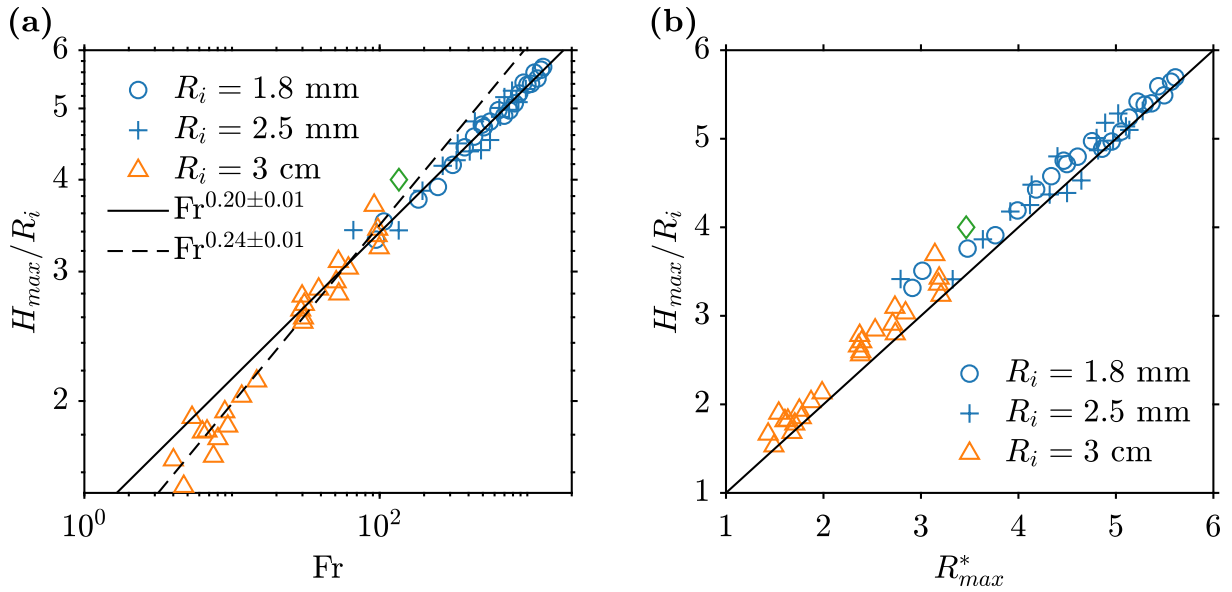 (a)
6
5
4
3
2
H_max/R_i
R_i = 1.8 mm
R_i = 2.5 mm
R_i = 3 cm
Fr^0.20±0.01
Fr^0.24±0.01
10^0 10^2
Fr
(b)
6
5
4
3
2
1
H_max/R_i
R_i = 1.8 mm
R_i = 2.5 mm
R_i = 3 cm
1 2 3 4 5 6
R*_max